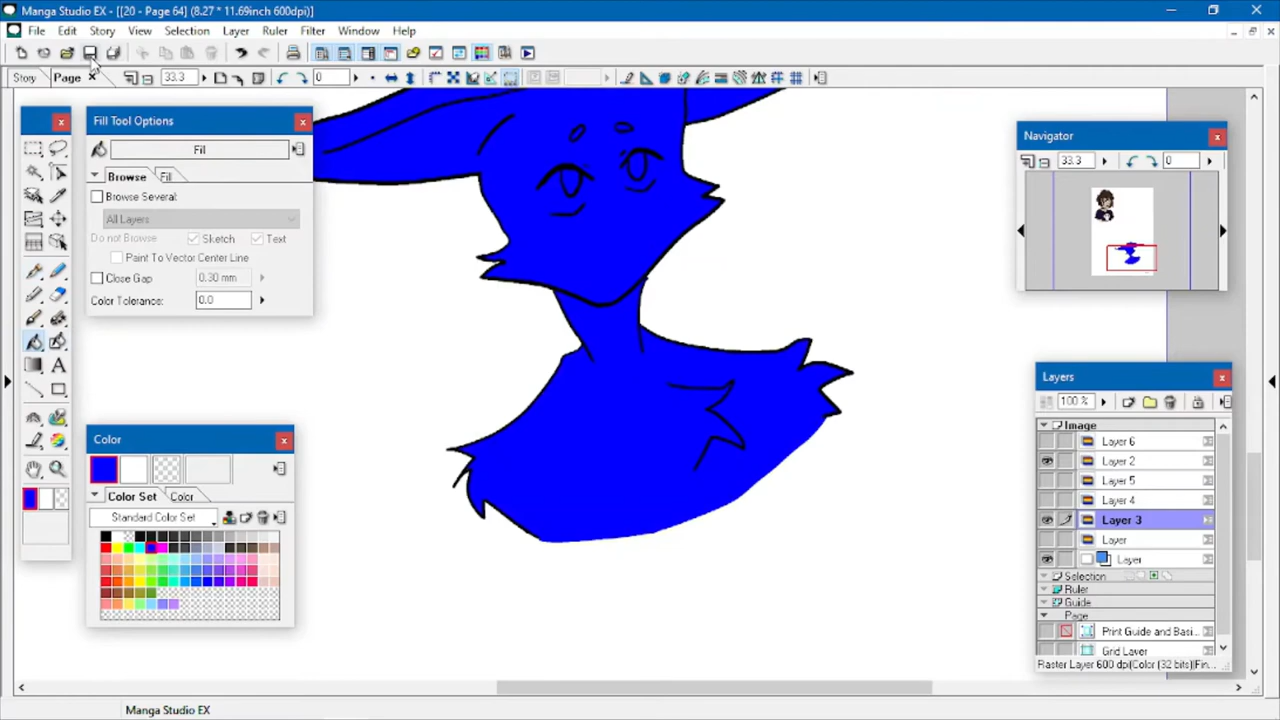 Manga Studio EX - [[20 - Page 64] (8.27 * 11.69inch 600dpi)]
File Edit Story View Selection Layer Ruler Filter Window Help
Story Page 33.3 0
Fill Tool Options
Fill
Browse Fill
Browse Several:
All Layers
Do not Browse Sketch Text
Paint To Vector Center Line
Close Gap 0.30 mm
Color Tolerance: 0.0
Color
Color Set Color
Standard Color Set
Navigator
33.3 0
Layers
100 %
Image
Layer 6
Layer 2
Layer 5
Layer 4
Layer 3
Layer
Layer
Selection
Ruler
Guide
Page
Print Guide and Basi...
Grid Layer
Raster Layer 600 dpi(Color (32 bits)(Fin...
Manga Studio EX